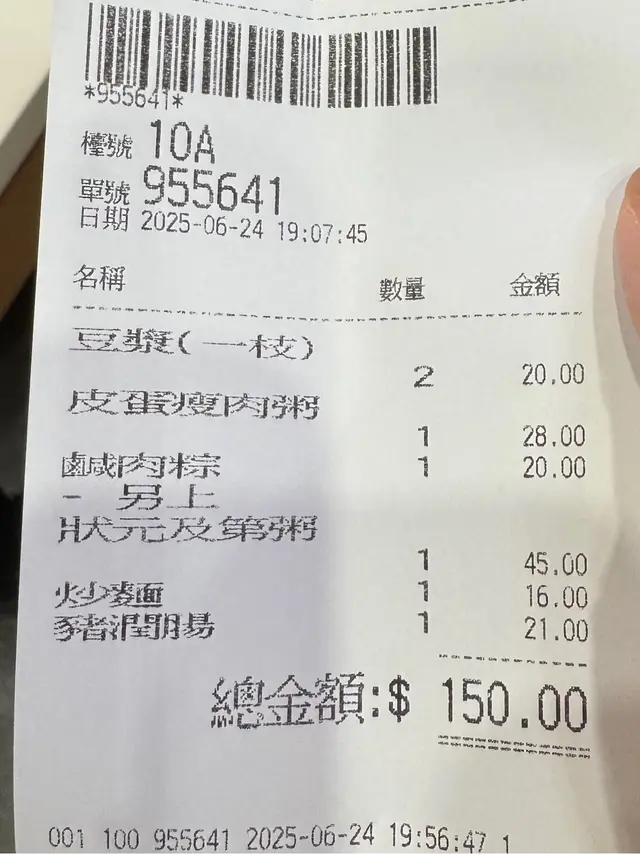 *955641*
檯號 10A
單號 955641
日期 2025-06-24 19:07:45
名稱 數量 金額
豆漿(一枝)
2 20.00
皮蛋瘦肉粥
1 28.00
鹹肉粽 1 20.00
- 另上
狀元及第粥
1 45.00
炒麵 1 16.00
豬潤腸 1 21.00
總金額:$ 150.00
001 100 955641 2025-06-24 19:56:47 1